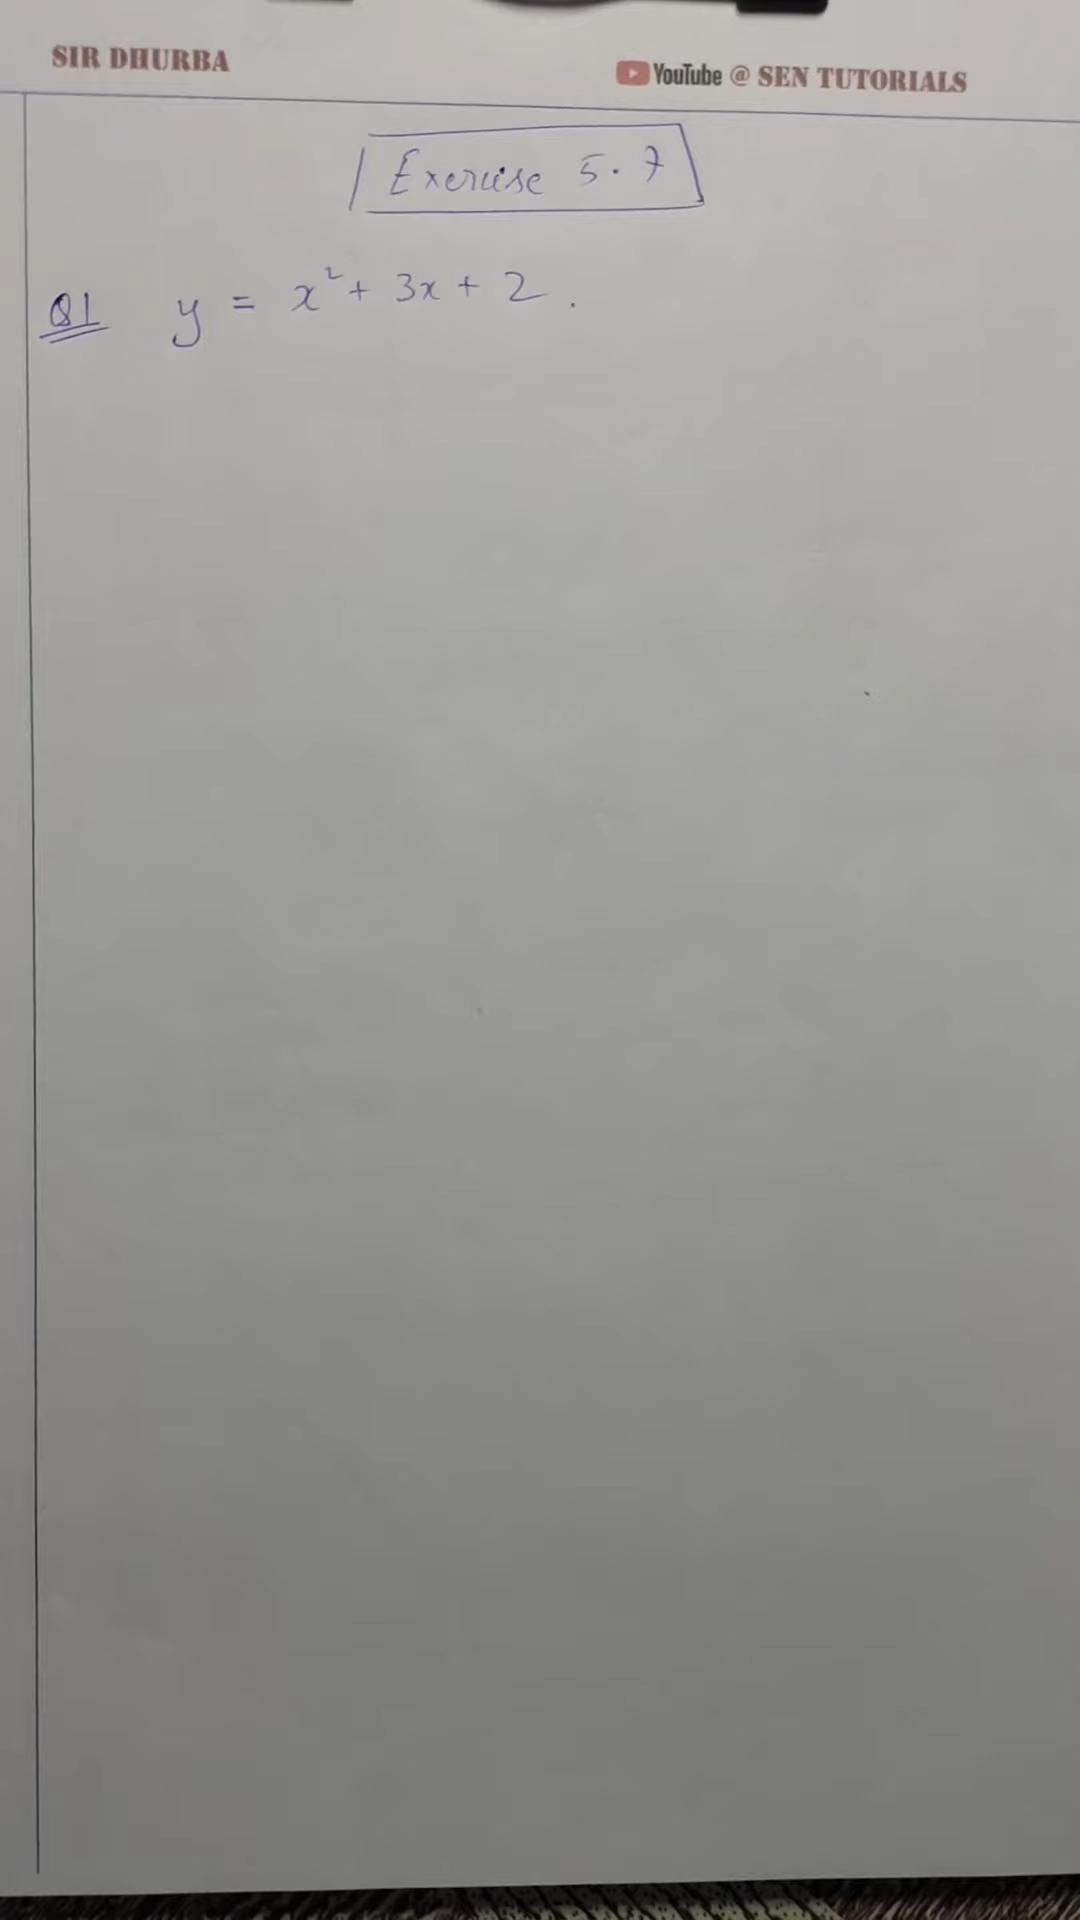 SIR DHURBA
YouTube @ SEN TUTORIALS
Exercise 5.7
Q1 y = x² + 3x + 2 .